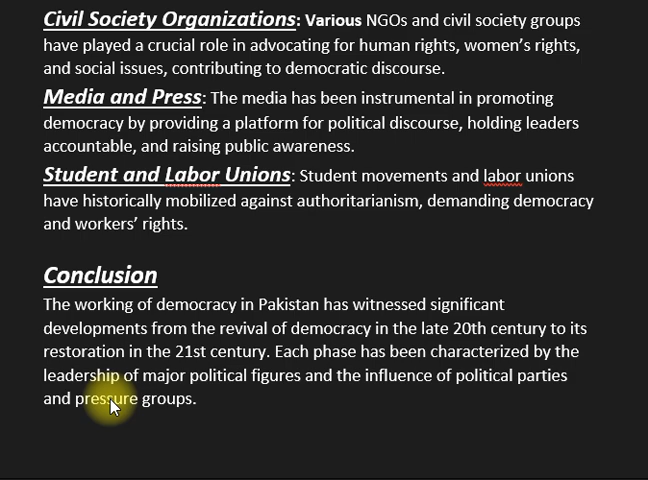 Civil Society Organizations: Various NGOs and civil society groups
have played a crucial role in advocating for human rights, women's rights,
and social issues, contributing to democratic discourse.
Media and Press: The media has been instrumental in promoting
democracy by providing a platform for political discourse, holding leaders
accountable, and raising public awareness.
Student and Labor Unions: Student movements and labor unions
have historically mobilized against authoritarianism, demanding democracy
and workers' rights.
Conclusion
The working of democracy in Pakistan has witnessed significant
developments from the revival of democracy in the late 20th century to its
restoration in the 21st century. Each phase has been characterized by the
leadership of major political figures and the influence of political parties
and pressure groups.